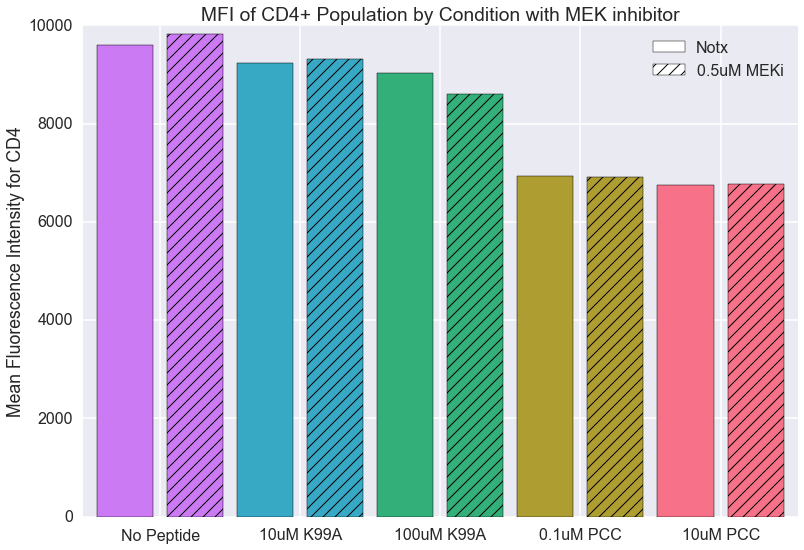 MFI of CD4+ Population by Condition with MEK inhibitor
Mean Fluorescence Intensity for CD4
10000
8000
6000
4000
2000
0
Notx
0.5uM MEKi
No Peptide
10uM K99A
100uM K99A
0.1uM PCC
10uM PCC